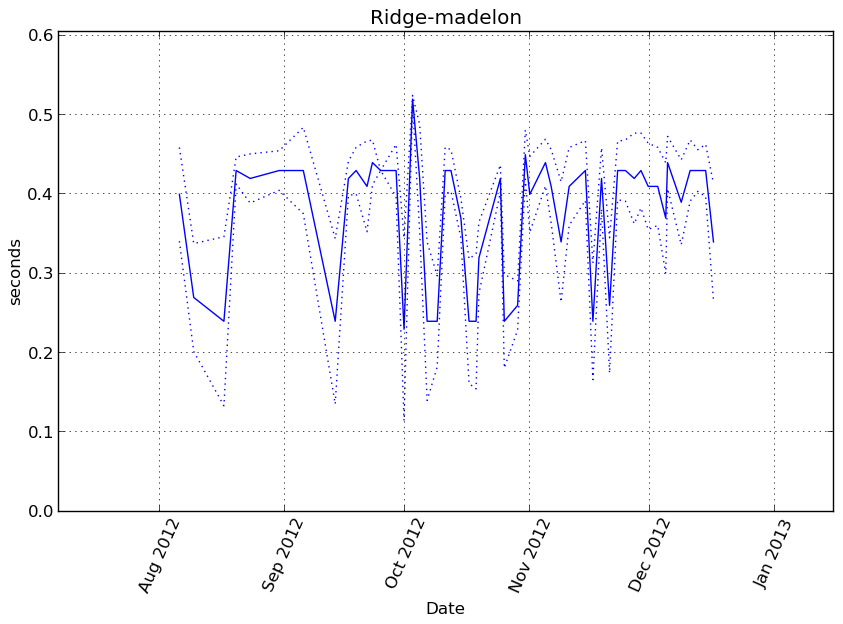 Ridge-madelon
0.6
0.5
0.4
0.3
0.2
0.1
0.0
seconds
Aug 2012
Sep 2012
Oct 2012
Nov 2012
Dec 2012
Jan 2013
Date